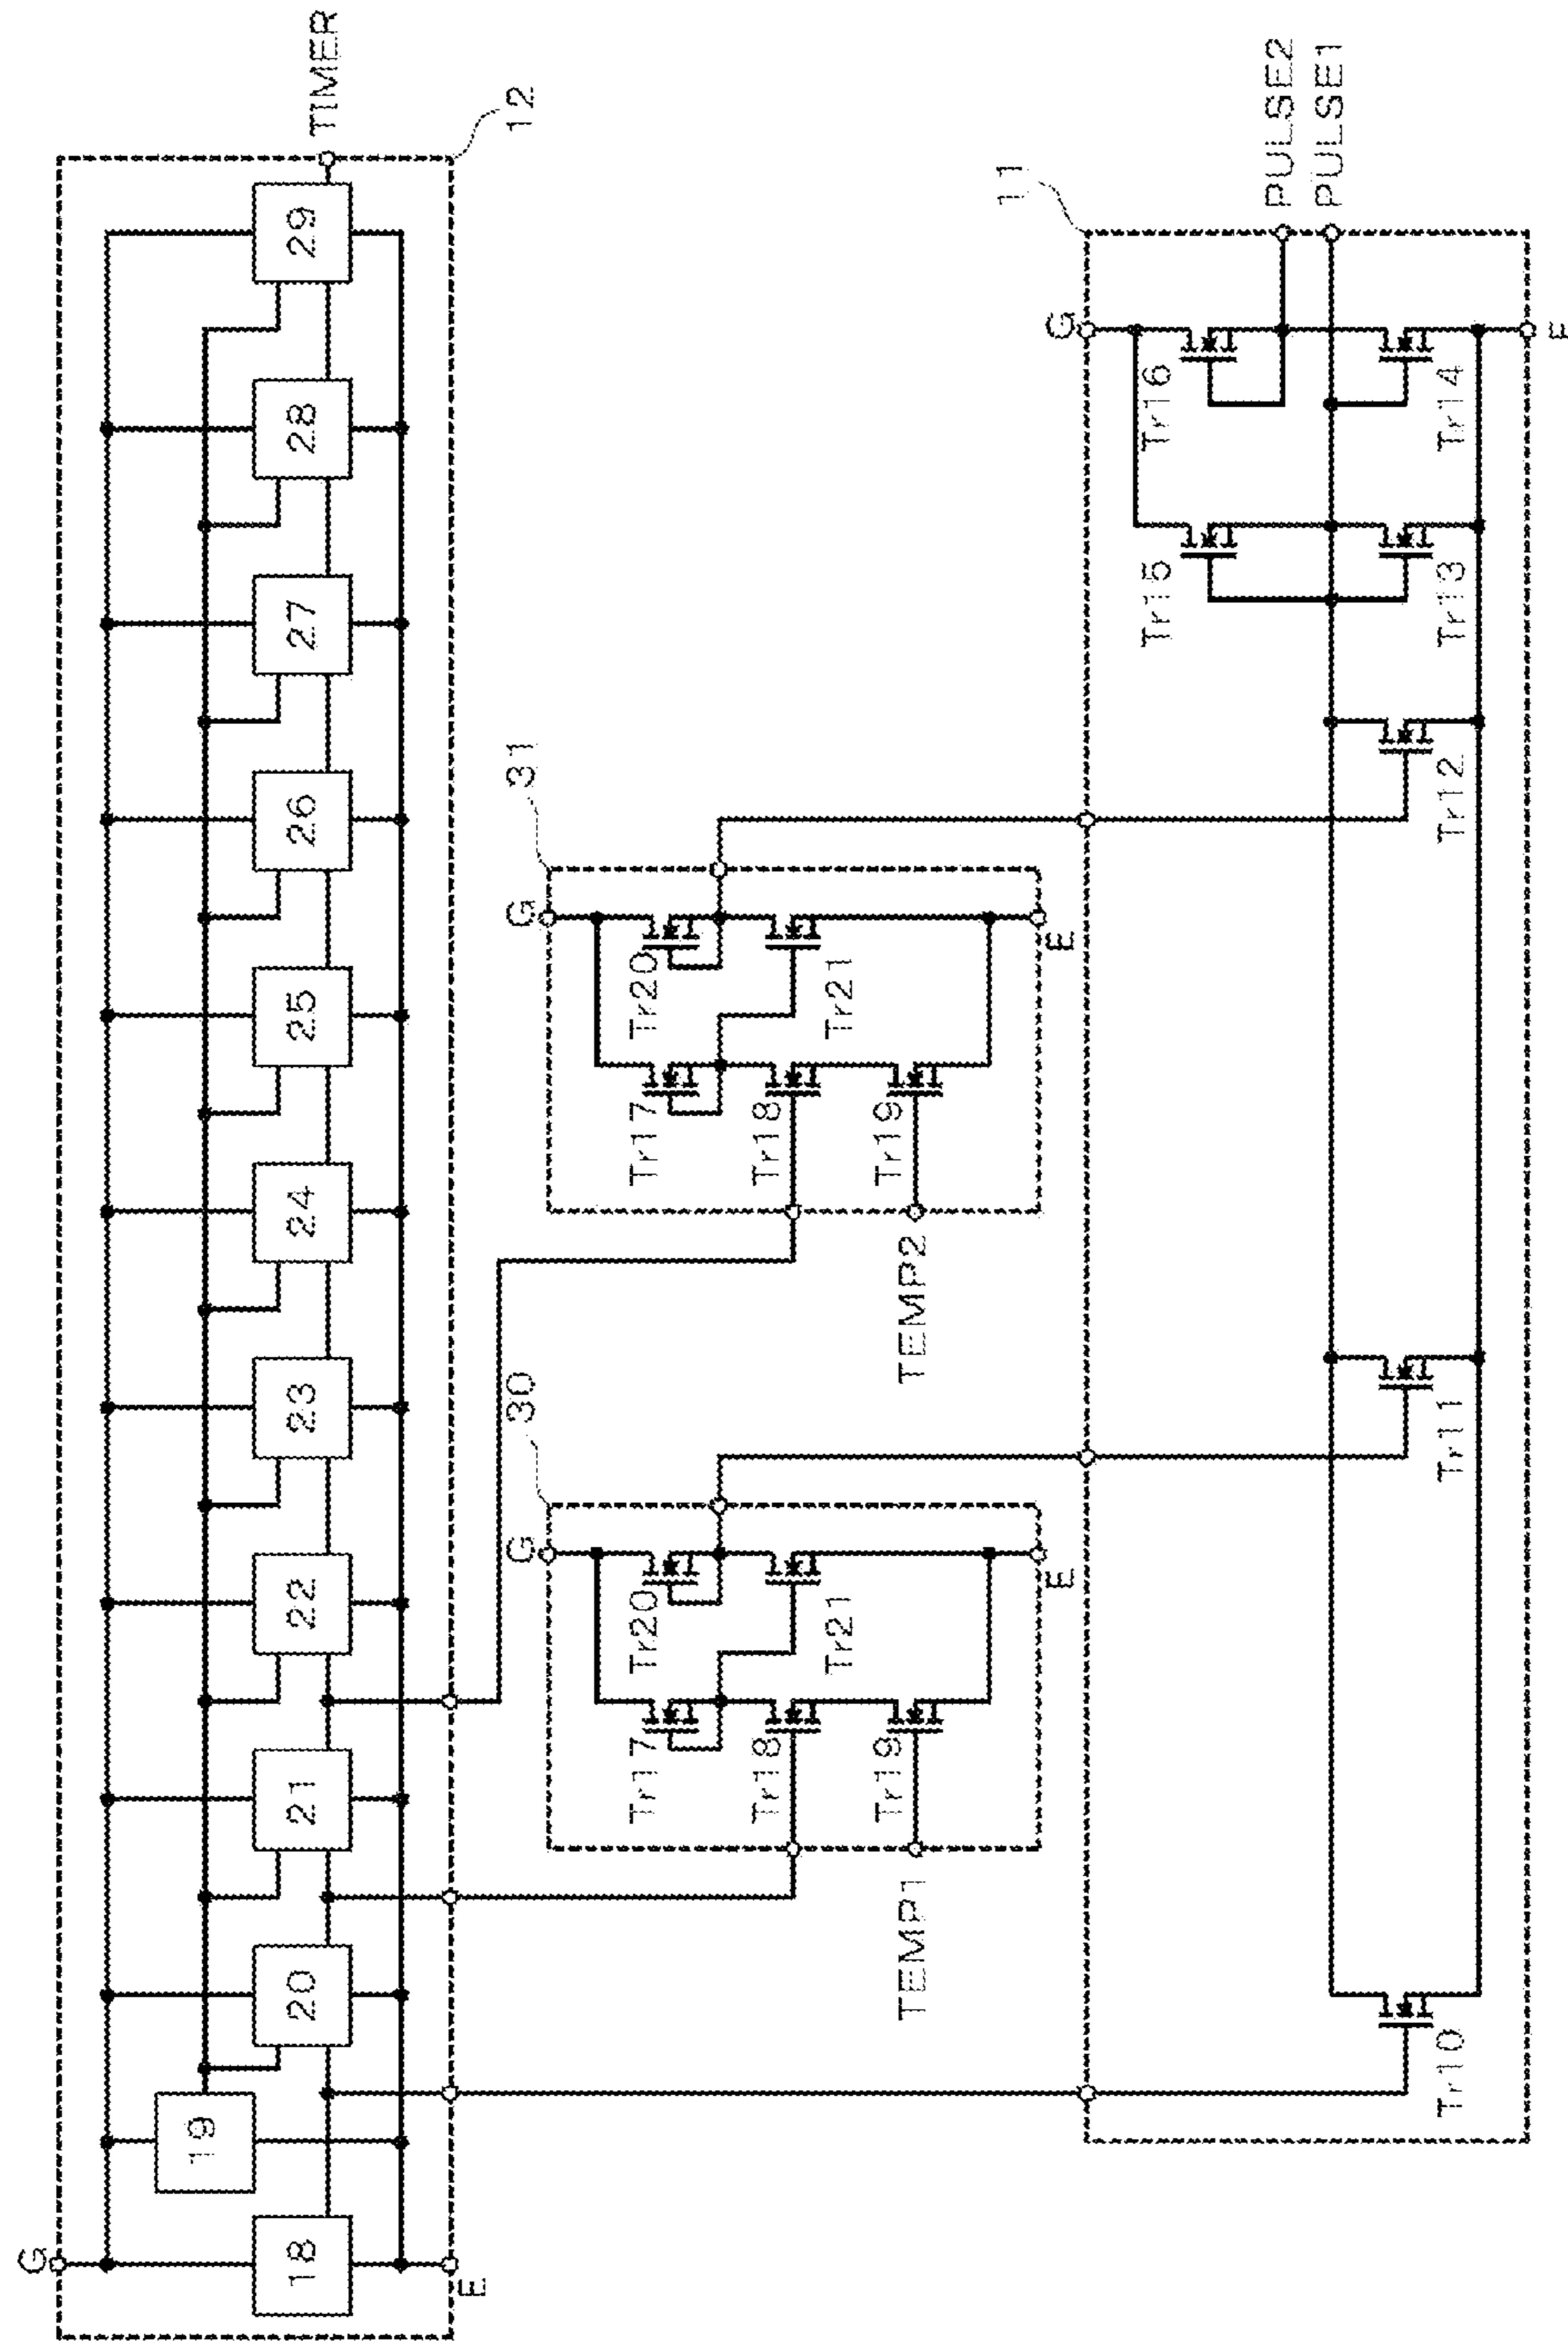 G
18
19
20
21
22
23
24
25
26
27
28
29
TIMER
E
12
30
G
Tr17
Tr20
Tr18
Tr21
Tr19
TEMP1
E
31
G
Tr17
Tr20
Tr18
Tr21
Tr19
TEMP2
E
11
G
Tr15
Tr16
PULSE2
PULSE1
Tr10
Tr11
Tr12
Tr13
Tr14
E